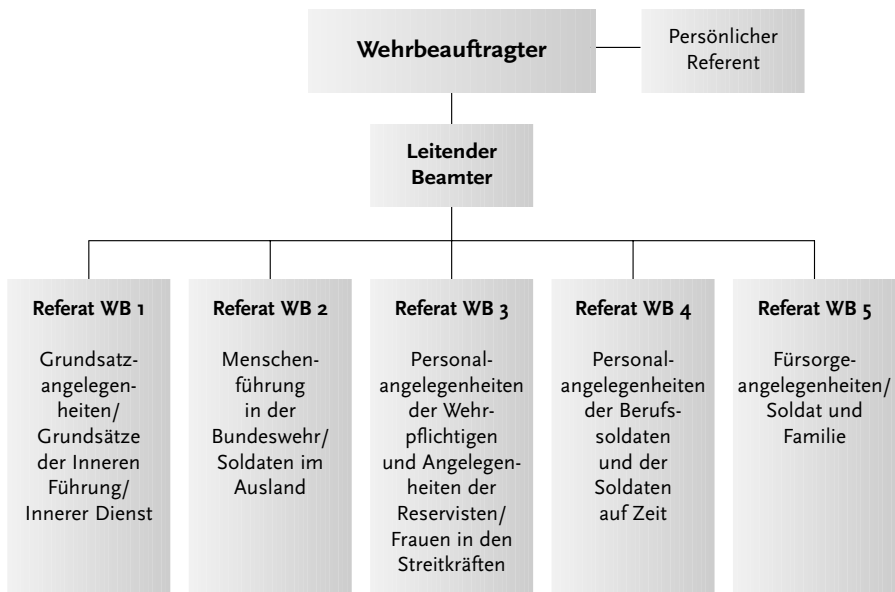 Wehrbeauftragter
Persönlicher
Referent
Leitender
Beamter
Referat WB 1
Grundsatz-
angelegen-
heiten/
Grundsätze
der Inneren
Führung/
Innerer Dienst
Referat WB 2
Menschen-
führung
in der
Bundeswehr/
Soldaten im
Ausland
Referat WB 3
Personal-
angelegenheiten
der Wehr-
pflichtigen
und Angelegen-
heiten der
Reservisten/
Frauen in den
Streitkräften
Referat WB 4
Personal-
angelegenheiten
der Berufs-
soldaten
und der
Soldaten
auf Zeit
Referat WB 5
Fürsorge-
angelegenheiten/
Soldat und
Familie